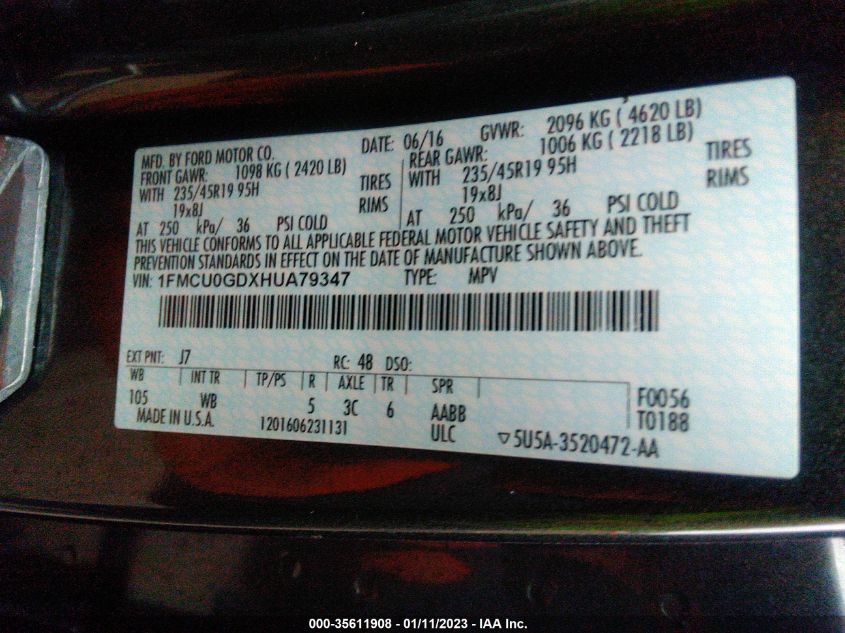 MFD. BY FORD MOTOR CO. DATE: 06/16 GVWR: 2096 KG ( 4620 LB)
FRONT GAWR: 1098 KG ( 2420 LB) REAR GAWR: 1006 KG ( 2218 LB)
WITH 235/45R19 95H TIRES WITH 235/45R19 95H TIRES
19x8J RIMS 19x8J RIMS
AT 250 kPa/ 36 PSI COLD AT 250 kPa/ 36 PSI COLD
THIS VEHICLE CONFORMS TO ALL APPLICABLE FEDERAL MOTOR VEHICLE SAFETY AND THEFT
PREVENTION STANDARDS IN EFFECT ON THE DATE OF MANUFACTURE SHOWN ABOVE.
VIN: 1FMCU0GDXHUA79347 TYPE: MPV
EXT PNT: J7 RC: 48 DSO:
WB INT TR TP/PS R AXLE TR SPR
105 WB 5 3C 6 AABB F0056
MADE IN U.S.A. 1201606231131 ULC T0188
▽5U5A-3520472-AA
000-35611908 - 01/11/2023 - IAA Inc.